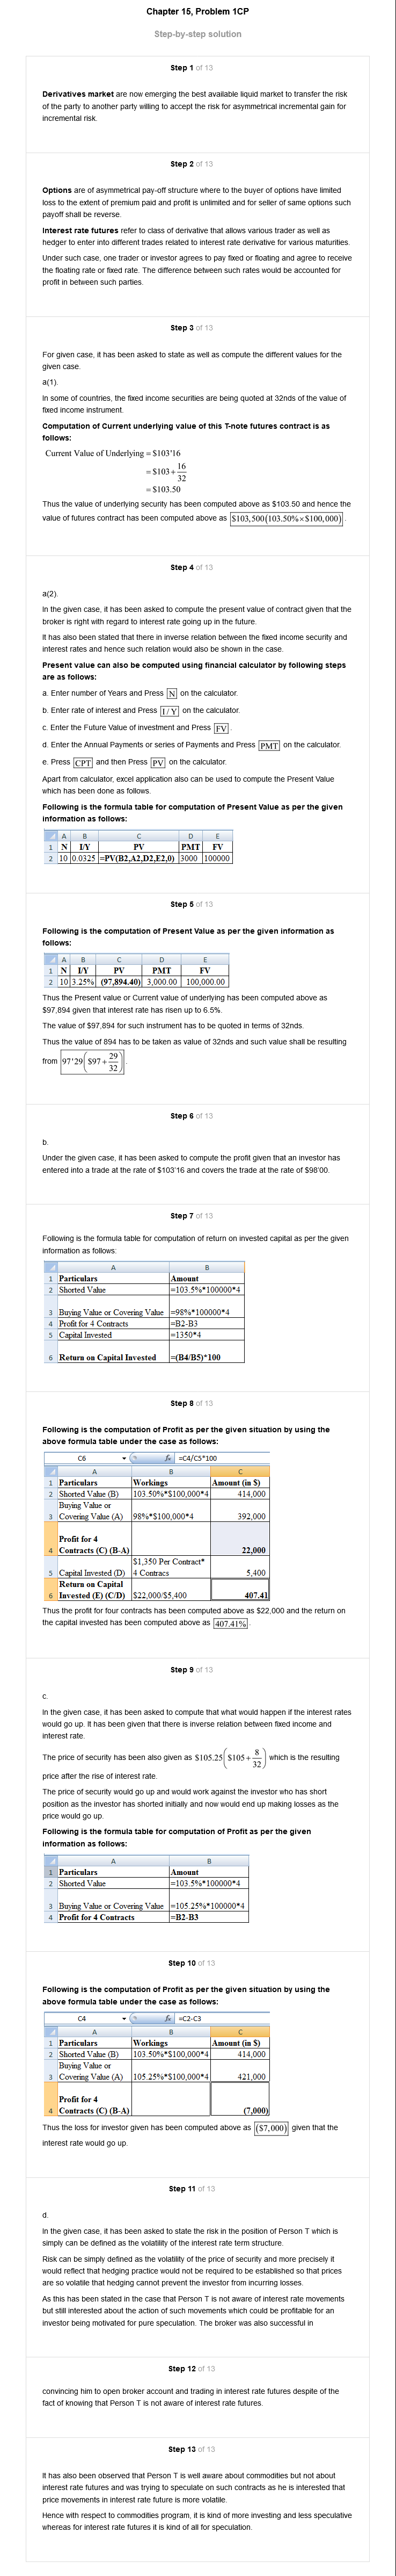 Chapter 15, Problem 1CP
Step-by-step solution
Step 1 of 13
Derivatives market are now emerging the best available liquid market to transfer the risk
of the party to another party willing to accept the risk for asymmetrical incremental gain for
incremental risk.
Step 2 of 13
Options are of asymmetrical pay-off structure where to the buyer of options have limited
loss to the extent of premium paid and profit is unlimited and for seller of same options such
payoff shall be reverse.
Interest rate futures refer to class of derivative that allows various trader as well as
hedger to enter into different trades related to interest rate derivative for various maturities.
Under such case, one trader or investor agrees to pay fixed or floating and agree to receive
the floating rate or fixed rate. The difference between such rates would be accounted for
profit in between such parties.
Step 3 of 13
For given case, it has been asked to state as well as compute the different values for the
given case.
a(1).
In some of countries, the fixed income securities are being quoted at 32nds of the value of
fixed income instrument.
Computation of Current underlying value of this T-note futures contract is as
follows:
Current Value of Underlying = $103'16
= $103 + 16/32
= $103.50
Thus the value of underlying security has been computed above as $103.50 and hence the
value of futures contract has been computed above as $103,500(103.50%×$100,000) .
Step 4 of 13
a(2).
In the given case, it has been asked to compute the present value of contract given that the
broker is right with regard to interest rate going up in the future.
It has also been stated that there in inverse relation between the fixed income security and
interest rates and hence such relation would also be shown in the case.
Present value can also be computed using financial calculator by following steps
are as follows:
a. Enter number of Years and Press N on the calculator.
b. Enter rate of interest and Press I / Y on the calculator.
c. Enter the Future Value of investment and Press FV .
d. Enter the Annual Payments or series of Payments and Press PMT on the calculator.
e. Press CPT and then Press PV on the calculator.
Apart from calculator, excel application also can be used to compute the Present Value
which has been done as follows.
Following is the formula table for computation of Present Value as per the given
information as follows:
A B C D E
1 N I/Y PV PMT FV
2 10 0.0325 =PV(B2,A2,D2,E2,0) 3000 100000
Step 5 of 13
Following is the computation of Present Value as per the given information as
follows:
A B C D E
1 N I/Y PV PMT FV
2 10 3.25% (97,894.40) 3,000.00 100,000.00
Thus the Present value or Current value of underlying has been computed above as
$97,894 given that interest rate has risen up to 6.5%.
The value of $97,894 for such instrument has to be quoted in terms of 32nds.
Thus the value of 894 has to be taken as value of 32nds and such value shall be resulting
from 97'29($97 + 29/32) .
Step 6 of 13
b.
Under the given case, it has been asked to compute the profit given that an investor has
entered into a trade at the rate of $103'16 and covers the trade at the rate of $98'00.
Step 7 of 13
Following is the formula table for computation of return on invested capital as per the given
information as follows:
A B
1 Particulars Amount
2 Shorted Value =103.5%*100000*4
3 Buying Value or Covering Value =98%*100000*4
4 Profit for 4 Contracts =B2-B3
5 Capital Invested =1350*4
6 Return on Capital Invested =(B4/B5)*100
Step 8 of 13
Following is the computation of Profit as per the given situation by using the
above formula table under the case as follows:
C6 fx =C4/C5*100
A B C
1 Particulars Workings Amount (in $)
2 Shorted Value (B) 103.50%*$100,000*4 414,000
Buying Value or
3 Covering Value (A) 98%*$100,000*4 392,000
Profit for 4
4 Contracts (C) (B-A) 22,000
$1,350 Per Contract*
5 Capital Invested (D) 4 Contracs 5,400
Return on Capital
6 Invested (E) (C/D) $22,000/$5,400 407.41
Thus the profit for four contracts has been computed above as $22,000 and the return on
the capital invested has been computed above as 407.41% .
Step 9 of 13
c.
In the given case, it has been asked to compute that what would happen if the interest rates
would go up. It has been given that there is inverse relation between fixed income and
interest rate.
The price of security has been also given as $105.25($105 + 8/32) which is the resulting
price after the rise of interest rate.
The price of security would go up and would work against the investor who has short
position as the investor has shorted initially and now would end up making losses as the
price would go up.
Following is the formula table for computation of Profit as per the given
information as follows:
A B
1 Particulars Amount
2 Shorted Value =103.5%*100000*4
3 Buying Value or Covering Value =105.25%*100000*4
4 Profit for 4 Contracts =B2-B3
Step 10 of 13
Following is the computation of Profit as per the given situation by using the
above formula table under the case as follows:
C4 fx =C2-C3
A B C
1 Particulars Workings Amount (in $)
2 Shorted Value (B) 103.50%*$100,000*4 414,000
Buying Value or
3 Covering Value (A) 105.25%*$100,000*4 421,000
Profit for 4
4 Contracts (C) (B-A) (7,000)
Thus the loss for investor given has been computed above as ($7,000) given that the
interest rate would go up.
Step 11 of 13
d.
In the given case, it has been asked to state the risk in the position of Person T which is
simply can be defined as the volatility of the interest rate term structure.
Risk can be simply defined as the volatility of the price of security and more precisely it
would reflect that hedging practice would not be required to be established so that prices
are so volatile that hedging cannot prevent the investor from incurring losses.
As this has been stated in the case that Person T is not aware of interest rate movements
but still interested about the action of such movements which could be profitable for an
investor being motivated for pure speculation. The broker was also successful in
Step 12 of 13
convincing him to open broker account and trading in interest rate futures despite of the
fact of knowing that Person T is not aware of interest rate futures.
Step 13 of 13
It has also been observed that Person T is well aware about commodities but not about
interest rate futures and was trying to speculate on such contracts as he is interested that
price movements in interest rate future is more volatile.
Hence with respect to commodities program, it is kind of more investing and less speculative
whereas for interest rate futures it is kind of all for speculation.